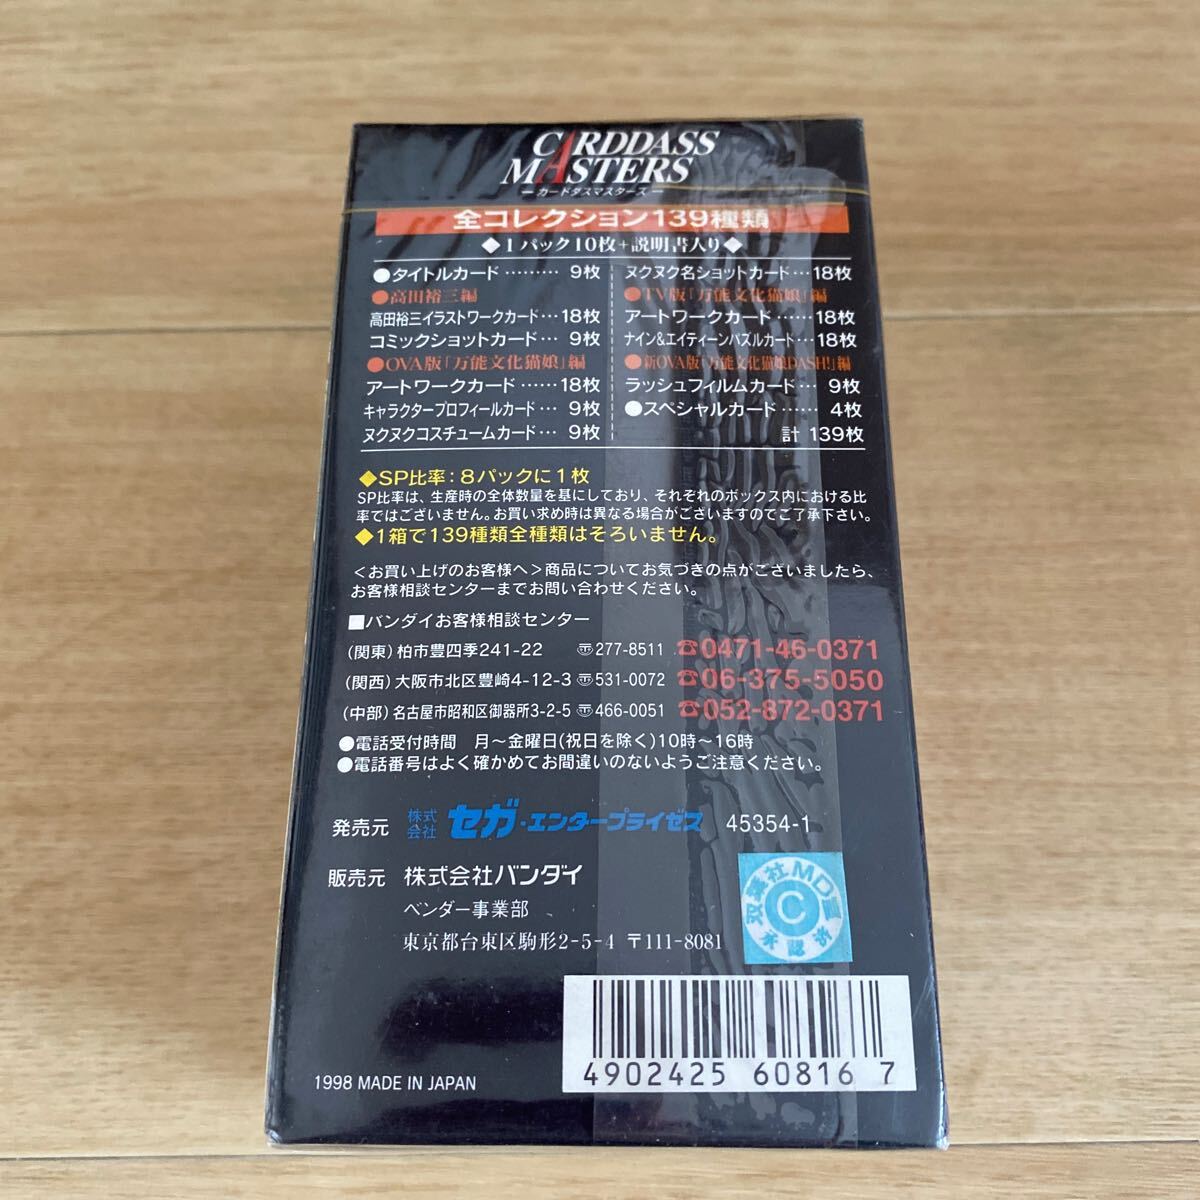 CARDDASS
MASTERS
カードダスマスターズ
全コレクション139種類
◆1パック10枚+説明書入り◆
●タイトルカード ……… 9枚
●高田裕三編
高田裕三イラストワークカード… 18枚
コミックショットカード … 9枚
●OVA版「万能文化猫娘」編
アートワークカード …… 18枚
キャラクタープロフィールカード … 9枚
ヌクヌクコスチュームカード … 9枚
ヌクヌク名ショットカード… 18枚
●TV版「万能文化猫娘」編
アートワークカード …… 18枚
ナイン&エイティーンパズルカード… 18枚
●新OVA版「万能文化猫娘DASH!」編
ラッシュフィルムカード … 9枚
●スペシャルカード …… 4枚
計 139枚
◆SP比率:8パックに1枚
SP比率は、生産時の全体数量を基にしており、それぞれのボックス内における比
率ではございません。お買い求め時は異なる場合がございますのでご了承下さい。
◆1箱で139種類全種類はそろいません。
<お買い上げのお客様へ>商品についてお気づきの点がございましたら、
お客様相談センターまでお問い合わせください。
■バンダイお客様相談センター
(関東)柏市豊四季241-22 〠277-8511 ☎0471-46-0371
(関西)大阪市北区豊崎4-12-3 〠531-0072 ☎06-375-5050
(中部)名古屋市昭和区御器所3-2-5 〠466-0051 ☎052-872-0371
●電話受付時間 月～金曜日(祝日を除く)10時～16時
●電話番号はよく確かめてお間違いのないようご注意ください。
発売元 株式会社 セガ・エンタープライゼス 45354-1
販売元 株式会社バンダイ
ベンダー事業部
東京都台東区駒形2-5-4 〒111-8081
双葉社MD
C
承認済
1998 MADE IN JAPAN
4902425 60816 7